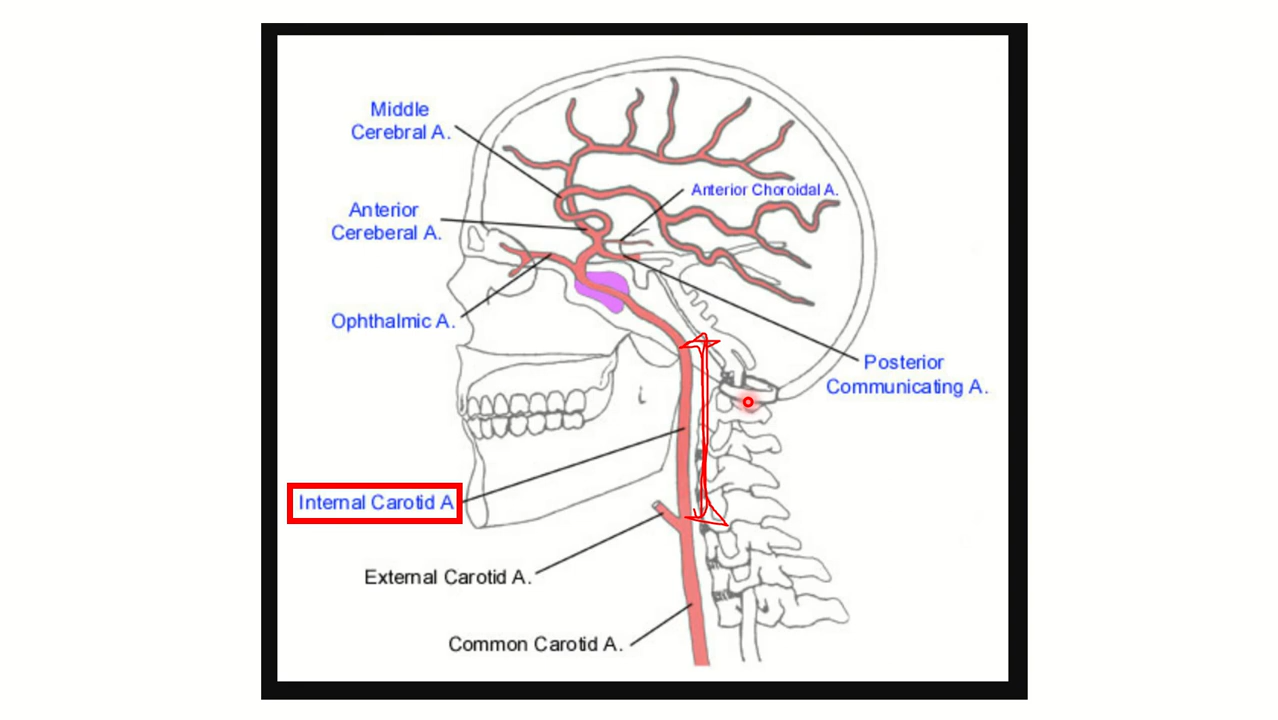 Middle
Cerebral A.
Anterior Choroidal A.
Anterior
Cereberal A.
Ophthalmic A.
Posterior
Communicating A.
Internal Carotid A
External Carotid A.
Common Carotid A.